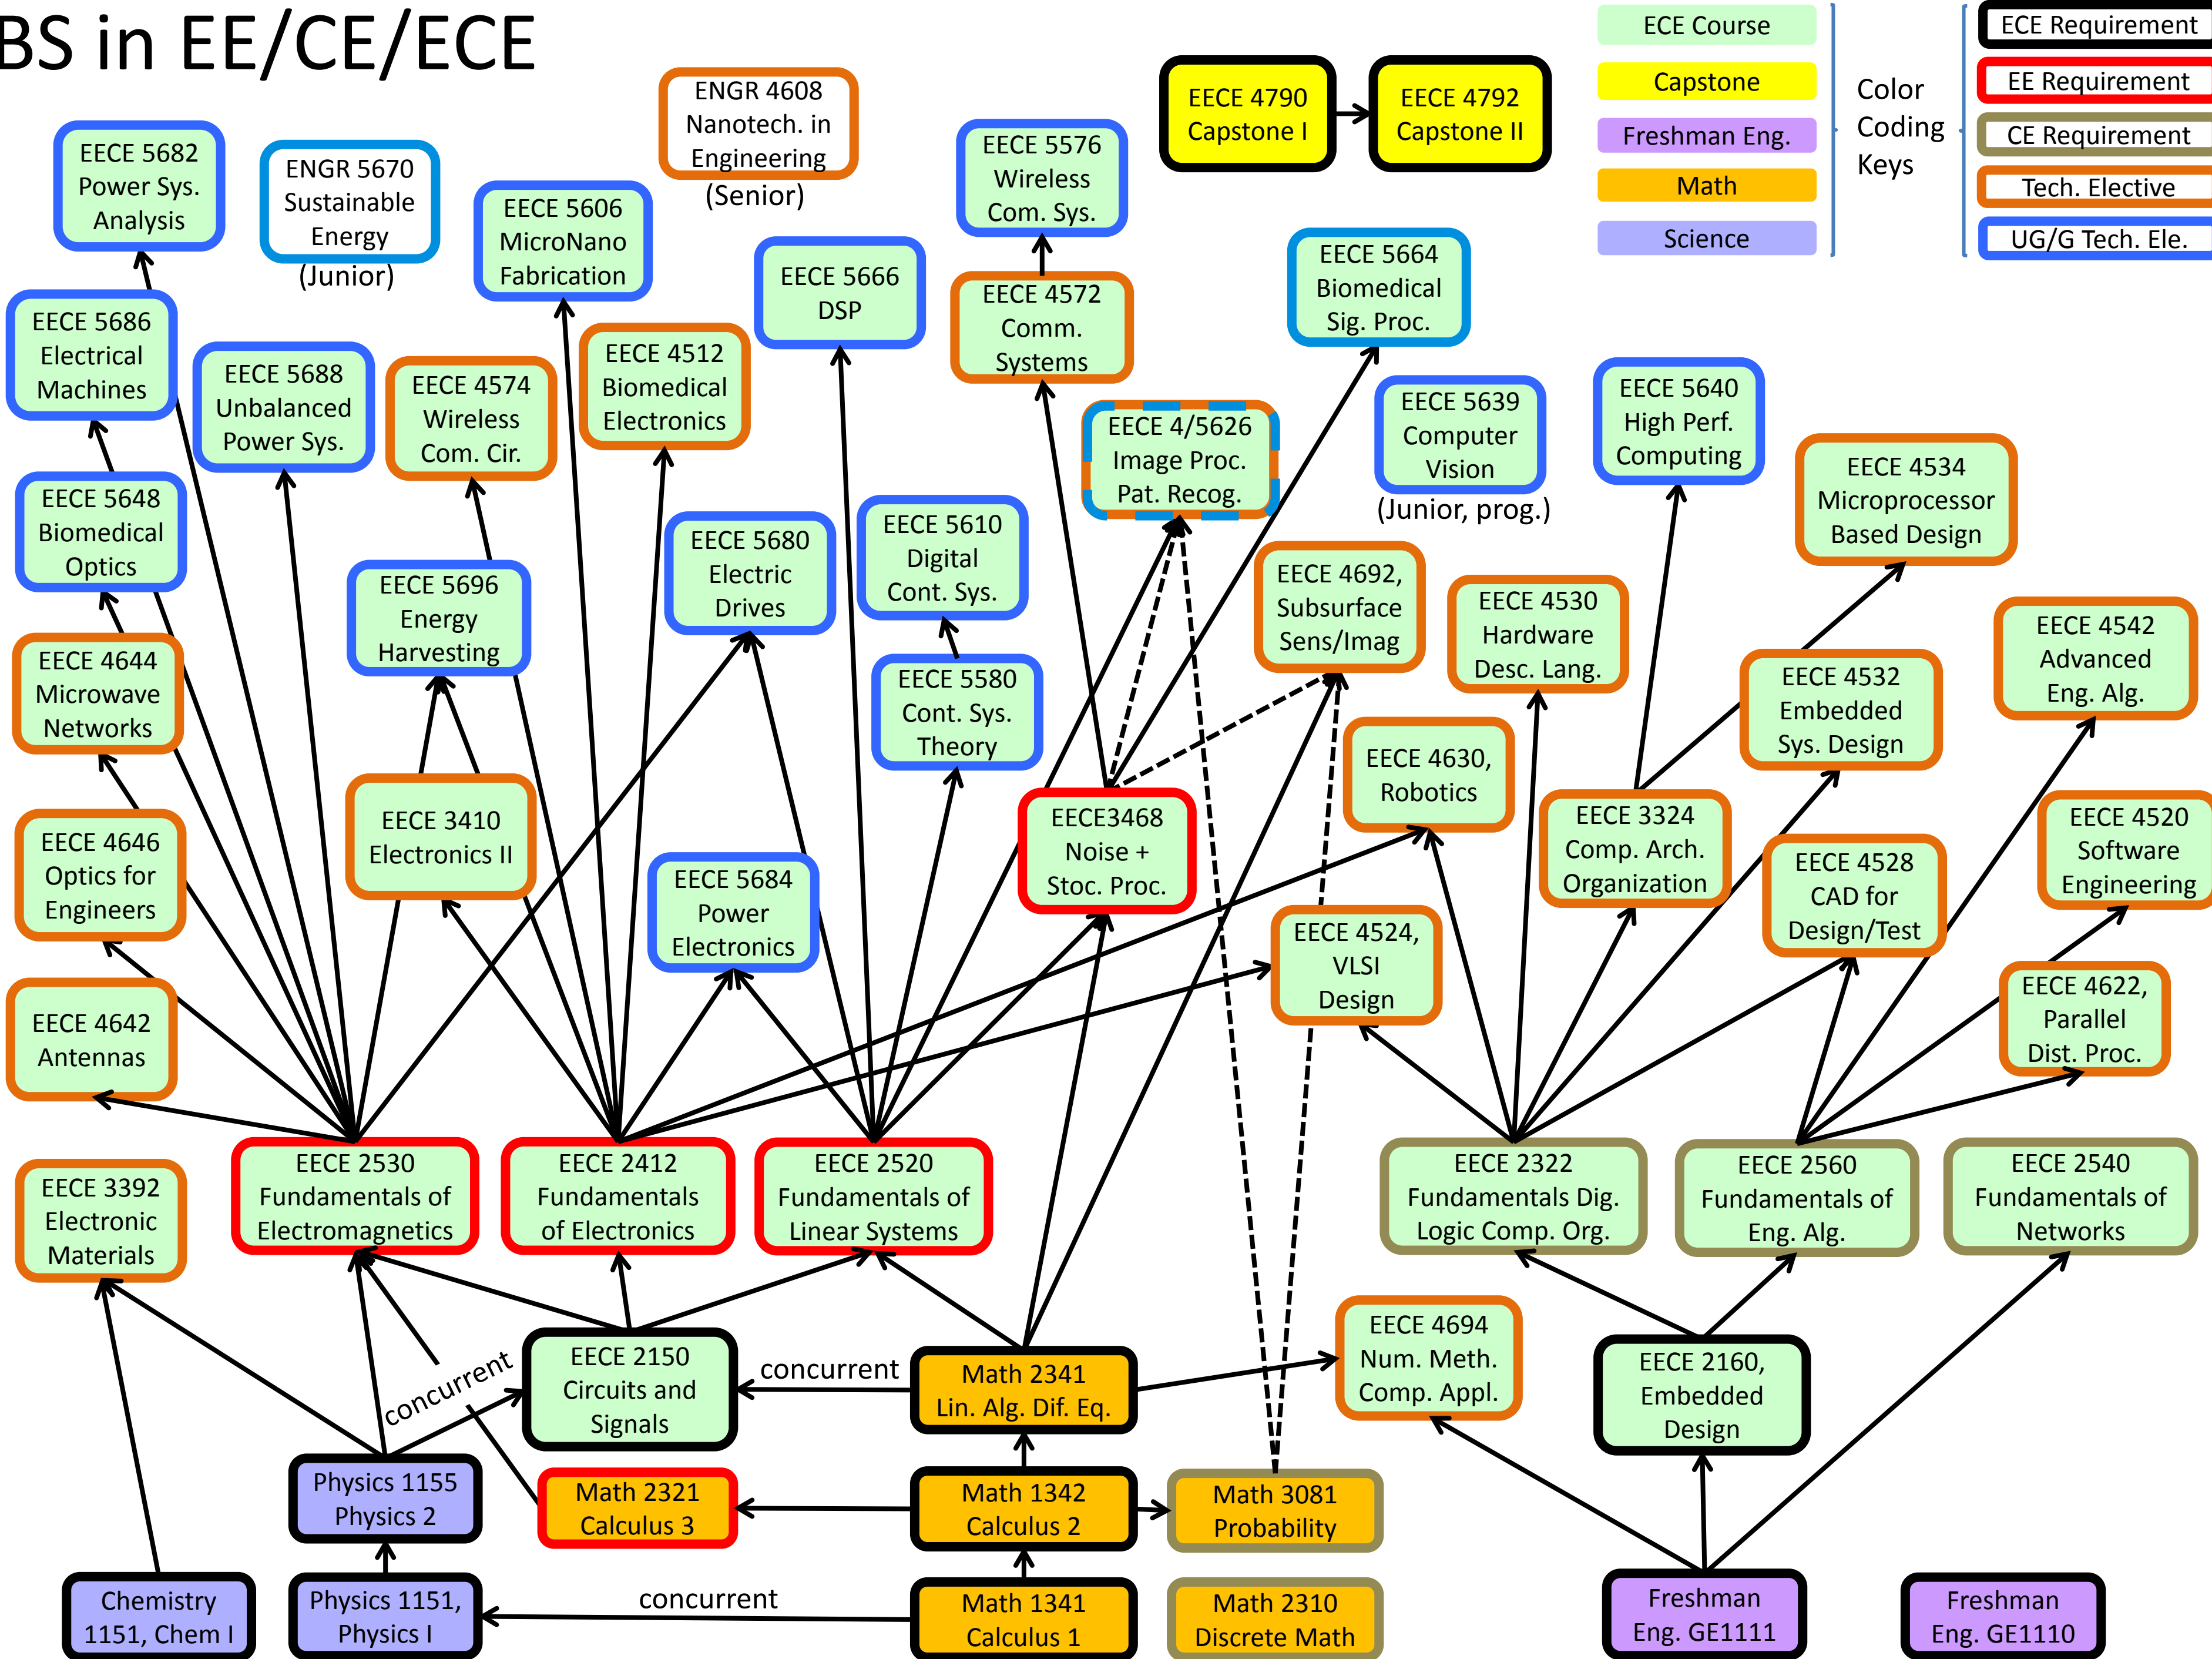 BS in EE/CE/ECE
ECE Course
Capstone
Freshman Eng.
Math
Science
Color
Coding
Keys
ECE Requirement
EE Requirement
CE Requirement
Tech. Elective
UG/G Tech. Ele.
EECE 4790
Capstone I
EECE 4792
Capstone II
ENGR 4608
Nanotech. in
Engineering
(Senior)
EECE 5682
Power Sys.
Analysis
ENGR 5670
Sustainable
Energy
(Junior)
EECE 5606
MicroNano
Fabrication
EECE 5576
Wireless
Com. Sys.
EECE 5666
DSP
EECE 4572
Comm.
Systems
EECE 5664
Biomedical
Sig. Proc.
EECE 5686
Electrical
Machines
EECE 5688
Unbalanced
Power Sys.
EECE 4574
Wireless
Com. Cir.
EECE 4512
Biomedical
Electronics
EECE 4/5626
Image Proc.
Pat. Recog.
EECE 5639
Computer
Vision
(Junior, prog.)
EECE 5640
High Perf.
Computing
EECE 4534
Microprocessor
Based Design
EECE 5648
Biomedical
Optics
EECE 5696
Energy
Harvesting
EECE 5680
Electric
Drives
EECE 5610
Digital
Cont. Sys.
EECE 4692,
Subsurface
Sens/Imag
EECE 4530
Hardware
Desc. Lang.
EECE 4542
Advanced
Eng. Alg.
EECE 4644
Microwave
Networks
EECE 5580
Cont. Sys.
Theory
EECE 4532
Embedded
Sys. Design
EECE 4630,
Robotics
EECE 4646
Optics for
Engineers
EECE 3410
Electronics II
EECE 5684
Power
Electronics
EECE3468
Noise +
Stoc. Proc.
EECE 3324
Comp. Arch.
Organization
EECE 4528
CAD for
Design/Test
EECE 4520
Software
Engineering
EECE 4642
Antennas
EECE 4524,
VLSI
Design
EECE 4622,
Parallel
Dist. Proc.
EECE 3392
Electronic
Materials
EECE 2530
Fundamentals of
Electromagnetics
EECE 2412
Fundamentals
of Electronics
EECE 2520
Fundamentals of
Linear Systems
EECE 2322
Fundamentals Dig.
Logic Comp. Org.
EECE 2560
Fundamentals of
Eng. Alg.
EECE 2540
Fundamentals of
Networks
concurrent
EECE 2150
Circuits and
Signals
concurrent
Math 2341
Lin. Alg. Dif. Eq.
EECE 4694
Num. Meth.
Comp. Appl.
EECE 2160,
Embedded
Design
Physics 1155
Physics 2
Math 2321
Calculus 3
Math 1342
Calculus 2
Math 3081
Probability
Chemistry
1151, Chem I
Physics 1151,
Physics I
concurrent
Math 1341
Calculus 1
Math 2310
Discrete Math
Freshman
Eng. GE1111
Freshman
Eng. GE1110